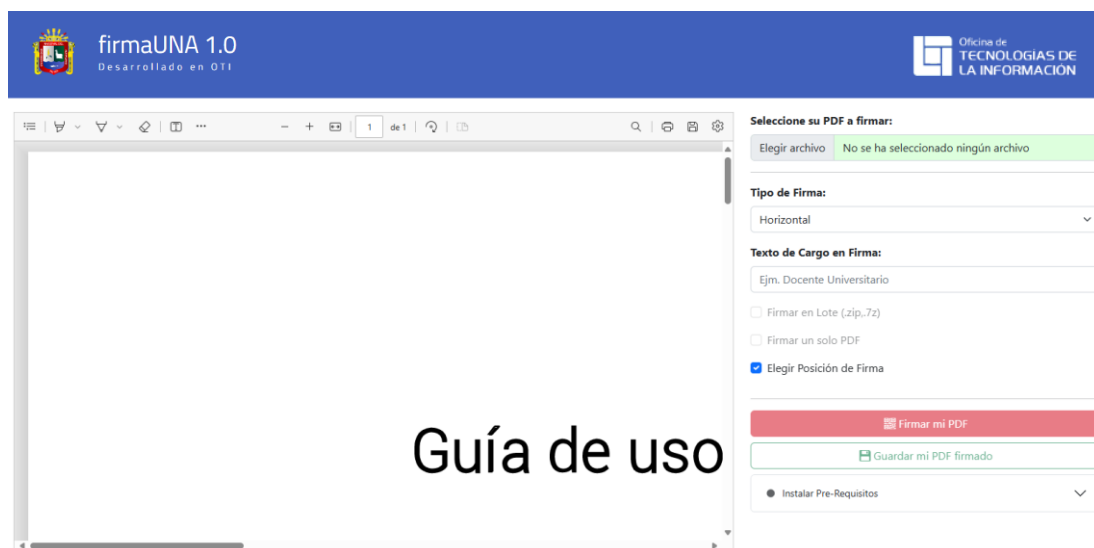 firmaUNA 1.0
Desarrollado en OTI
Oficina de
TECNOLOGÍAS DE
LA INFORMACIÓN
1 de 1
Guía de uso
Seleccione su PDF a firmar:
Elegir archivo No se ha seleccionado ningún archivo
Tipo de Firma:
Horizontal
Texto de Cargo en Firma:
Ejm. Docente Universitario
Firmar en Lote (.zip,.7z)
Firmar un solo PDF
Elegir Posición de Firma
Firmar mi PDF
Guardar mi PDF firmado
Instalar Pre-Requisitos